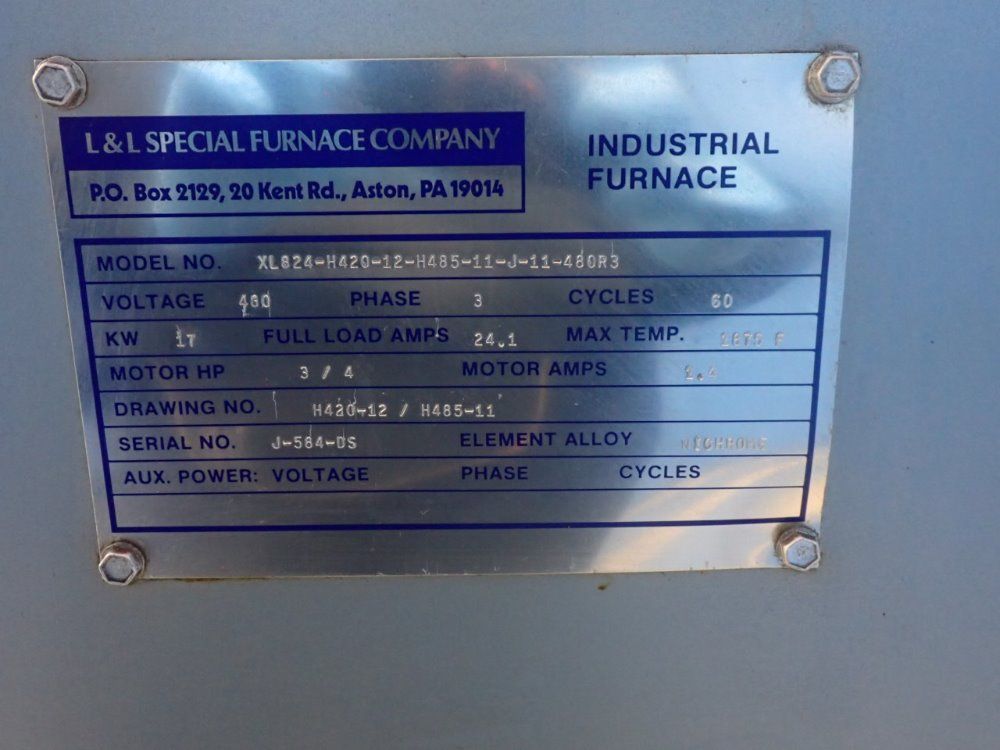 L & L SPECIAL FURNACE COMPANY
P.O. Box 2129, 20 Kent Rd., Aston, PA 19014
INDUSTRIAL
FURNACE
MODEL NO. XL824-H420-12-H485-11-J-11-480R3
VOLTAGE 480 PHASE 3 CYCLES 60
KW 17 FULL LOAD AMPS 24.1 MAX TEMP. F
MOTOR HP 3 / 4 MOTOR AMPS
DRAWING NO. H420-12 / H485-11
SERIAL NO. J-584-DS ELEMENT ALLOY NICHROME
AUX. POWER: VOLTAGE PHASE CYCLES